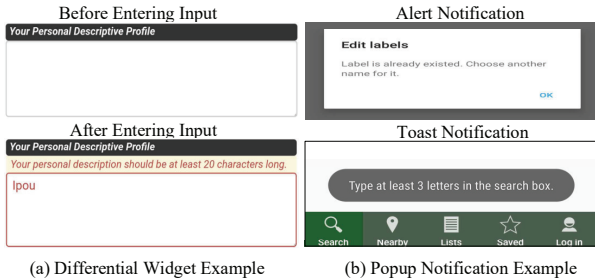 Before Entering Input
Your Personal Descriptive Profile
After Entering Input
Your Personal Descriptive Profile
Your personal description should be at least 20 characters long.
Ipou
(a) Differential Widget Example
Alert Notification
Edit labels
Label is already existed. Choose another
name for it.
OK
Toast Notification
Type at least 3 letters in the search box.
Search Nearby Lists Saved Log in
(b) Popup Notification Example